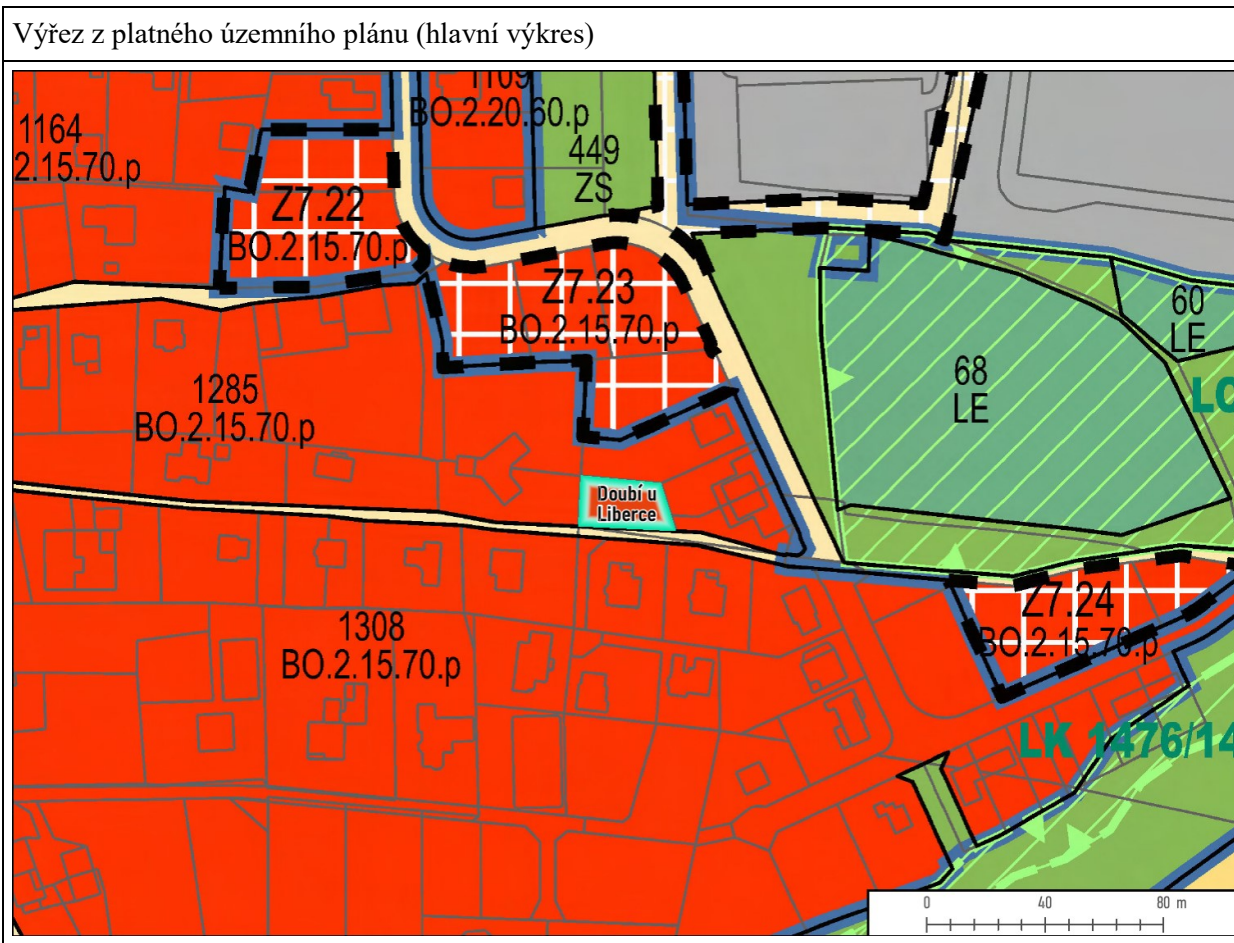 Výřez z platného územního plánu (hlavní výkres)
1109
BO.2.20.60.p
1164
2.15.70.p
449
ZS
Z7.22
BO.2.15.70.p
Z7.23
BO.2.15.70.p
60
LE
68
LE
LC
1285
BO.2.15.70.p
Doubí u
Liberce
Z7.24
BO.2.15.70.p
1308
BO.2.15.70.p
LK 1476/14
0 40 80 m